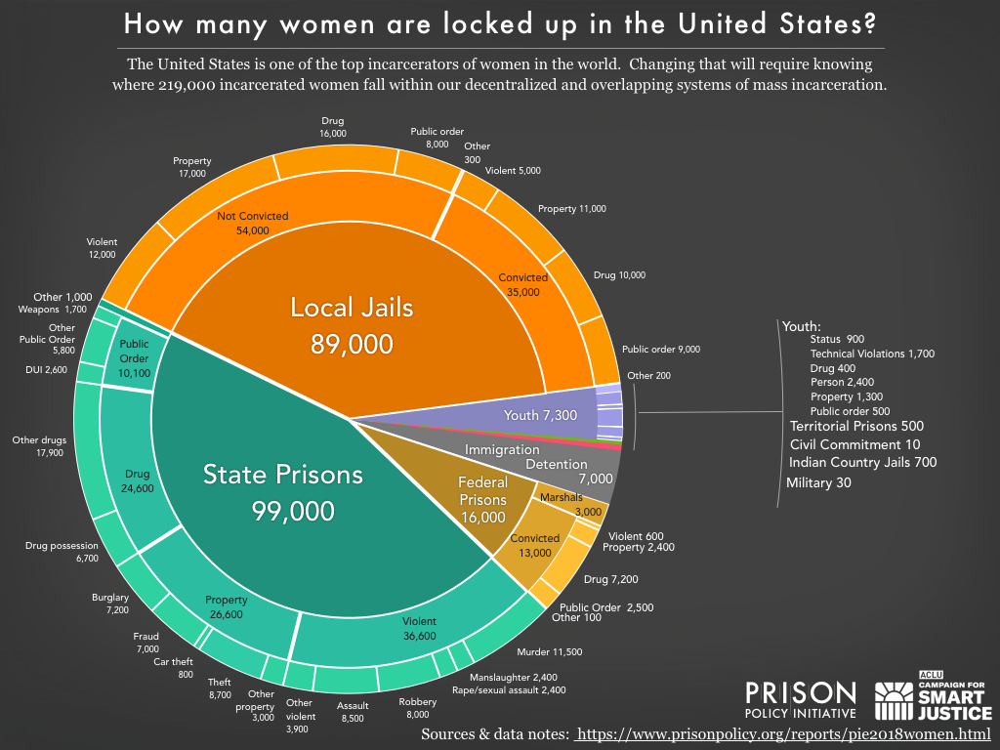 How many women are locked up in the United States?
The United States is one of the top incarcerators of women in the world. Changing that will require knowing
where 219,000 incarcerated women fall within our decentralized and overlapping systems of mass incarceration.
Drug
16,000
Public order
8,000
Other
300
Violent 5,000
Property
17,000
Property 11,000
Not Convicted
54,000
Violent
12,000
Convicted
35,000
Drug 10,000
Local Jails
89,000
Other 1,000
Weapons 1,700
Other
Public Order
5,800
Public
Order
10,100
DUI 2,600
Public order 9,000
Other 200
Youth 7,300
Youth:
Status 900
Technical Violations 1,700
Drug 400
Person 2,400
Property 1,300
Public order 500
Territorial Prisons 500
Civil Commitment 10
Indian Country Jails 700
Military 30
Immigration
Detention
7,000
Other drugs
17,900
Drug
24,600
State Prisons
99,000
Federal
Prisons
16,000
Marshals
3,000
Convicted
13,000
Violent 600
Property 2,400
Drug 7,200
Public Order 2,500
Other 100
Drug possession
6,700
Burglary
7,200
Property
26,600
Violent
36,600
Fraud
7,000
Car theft
800
Theft
8,700
Other
property
3,000
Other
violent
3,900
Assault
8,500
Robbery
8,000
Murder 11,500
Manslaughter 2,400
Rape/sexual assault 2,400
PRISON
POLICY INITIATIVE
ACLU
CAMPAIGN FOR
SMART
JUSTICE
Sources & data notes: https://www.prisonpolicy.org/reports/pie2018women.html